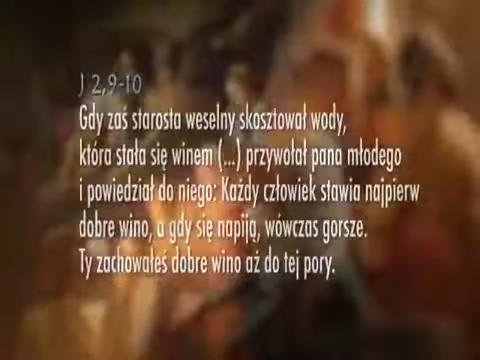 J 2,9-10
Gdy zaś starosta weselny skosztował wody,
która stała się winem (...) przywołał pana młodego
i powiedział do niego: Każdy człowiek stawia najpierw
dobre wino, a gdy się napiją, wówczas gorsze.
Ty zachowałeś dobre wino aż do tej pory.